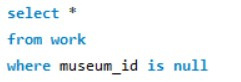 select *
from work
where museum_id is null